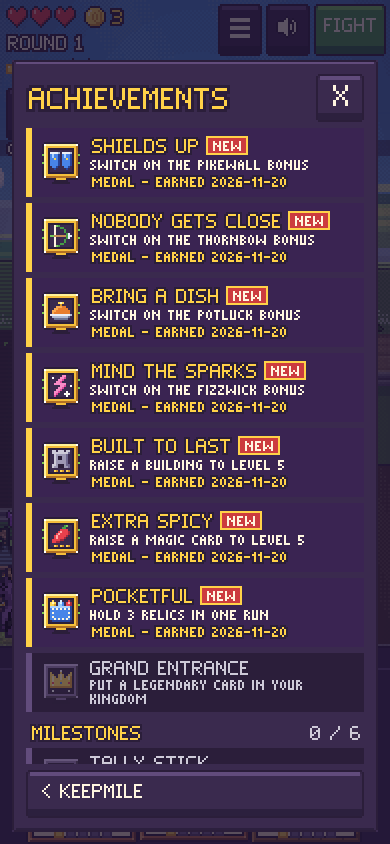 3
ROUND 1
FIGHT
ACHIEVEMENTS
X
SHIELDS UP NEW
SWITCH ON THE PIKEWALL BONUS
MEDAL - EARNED 2026-11-20
NOBODY GETS CLOSE NEW
SWITCH ON THE THORNBOW BONUS
MEDAL - EARNED 2026-11-20
BRING A DISH NEW
SWITCH ON THE POTLUCK BONUS
MEDAL - EARNED 2026-11-20
MIND THE SPARKS NEW
SWITCH ON THE FIZZWICK BONUS
MEDAL - EARNED 2026-11-20
BUILT TO LAST NEW
RAISE A BUILDING TO LEVEL 5
MEDAL - EARNED 2026-11-20
EXTRA SPICY NEW
RAISE A MAGIC CARD TO LEVEL 5
MEDAL - EARNED 2026-11-20
POCKETFUL NEW
HOLD 3 RELICS IN ONE RUN
MEDAL - EARNED 2026-11-20
GRAND ENTRANCE
PUT A LEGENDARY CARD IN YOUR
KINGDOM
MILESTONES 0 / 6
TALLY STICK
< KEEPMILE